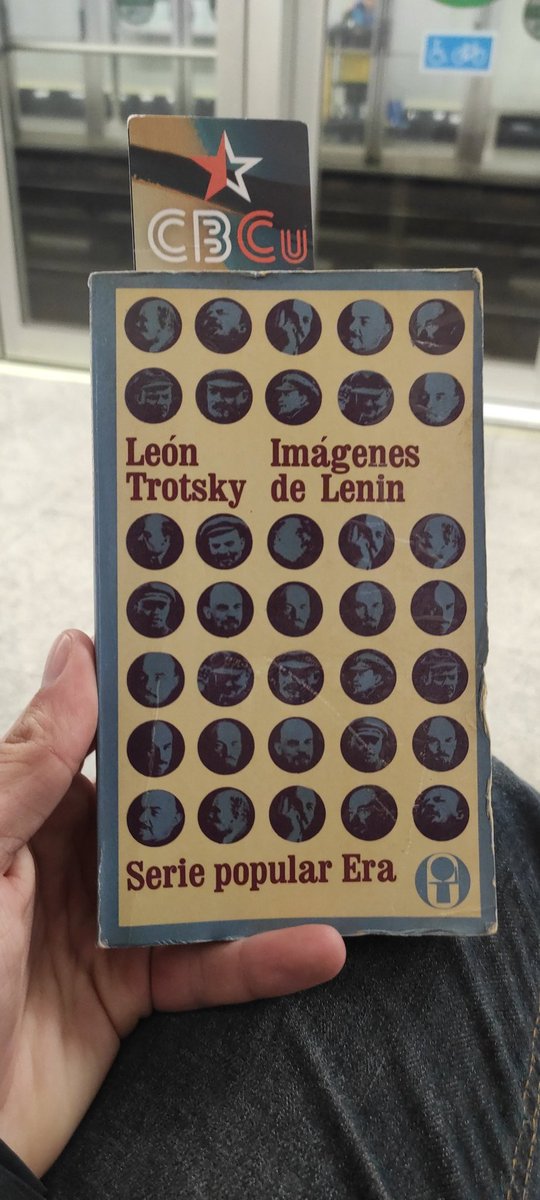 CBCU
León
Trotsky
Imágenes
de Lenin
Serie popular Era